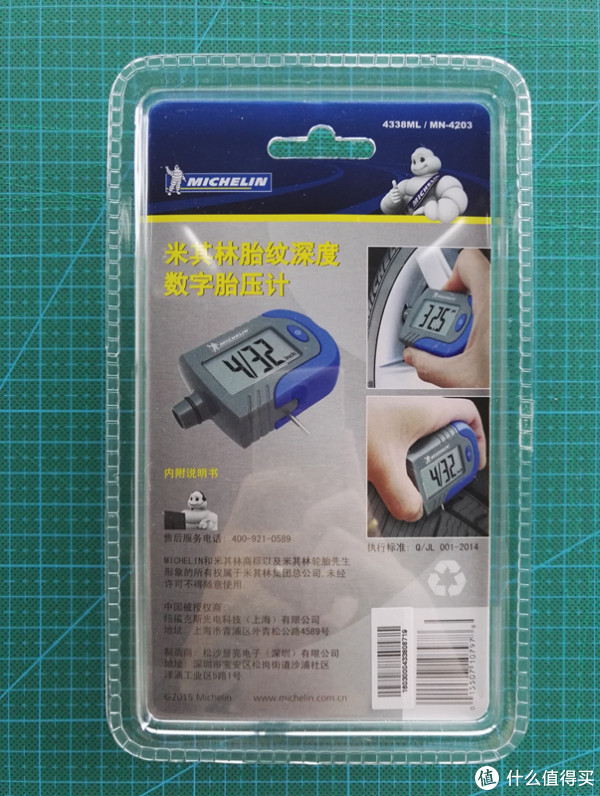 4338ML / MN-4203
MICHELIN
米其林胎纹深度
数字胎压计
325
MICHELIN
4/32
4/32
内附说明书
售后服务电话: 400-921-0589
执行标准: Q/JL 001-2014
MICHELIN和米其林商标以及米其林轮胎先生
形象的所有权属于米其林集团总公司,未经
许可不得随意使用.
中国被授权商:
纽福克斯光电科技（上海）有限公司
地址: 上海市青浦区外青松公路4589号
制造商: 松沙显亮电子（深圳）有限公司
地址: 深圳市宝安区松岗街道沙浦社区
洋涌工业区5路1号
©2015 Michelin
www.michelin.com.cn
值 什么值得买